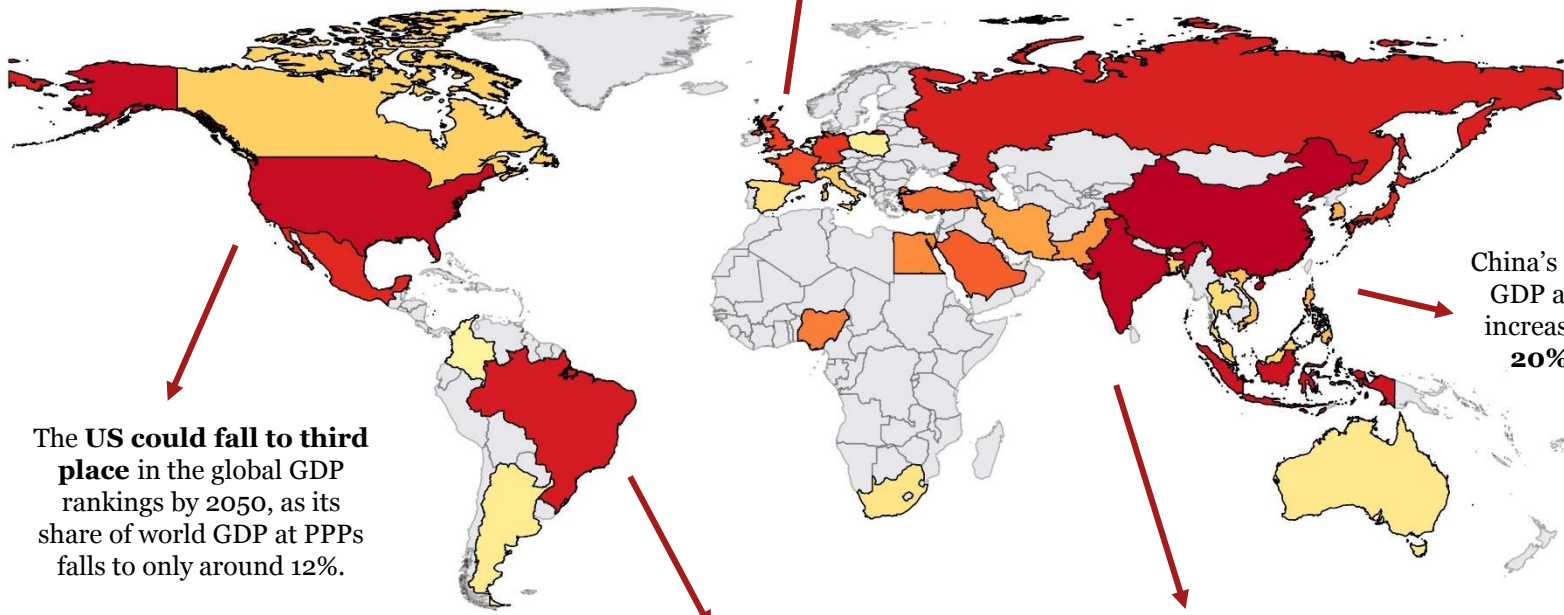 The US could fall to third
place in the global GDP
rankings by 2050, as its
share of world GDP at PPPs
falls to only around 12%.
China's
GDP a
increas
20%